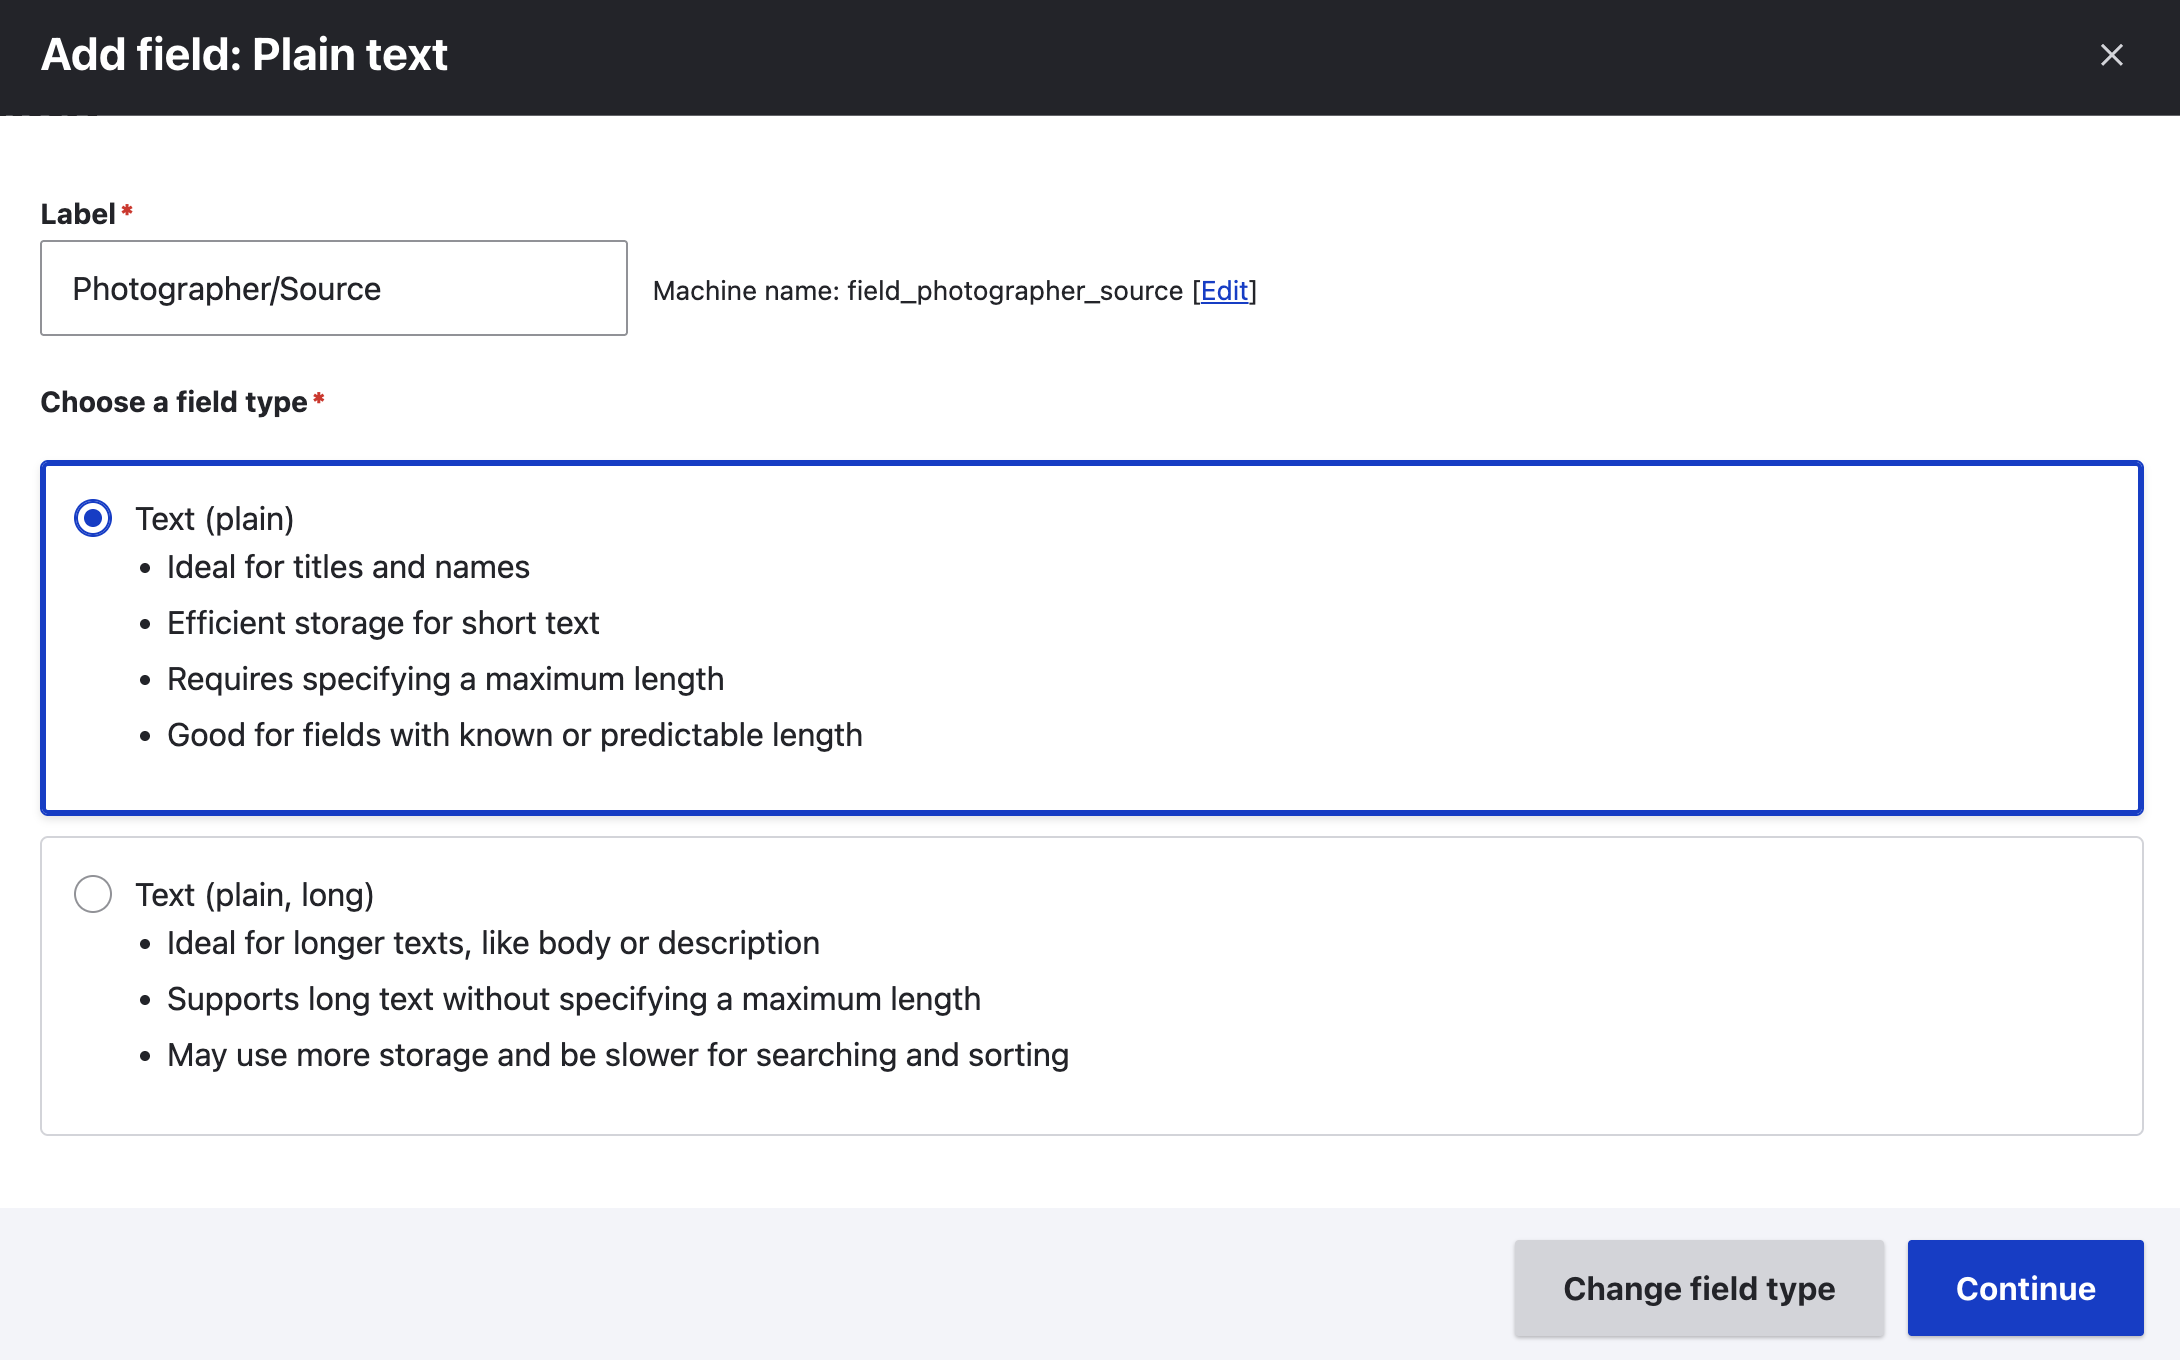 Add field: Plain text
Label*
Photographer/Source
Machine name: field_photographer_source [Edit]
Choose a field type*
Text (plain)
• Ideal for titles and names
• Efficient storage for short text
• Requires specifying a maximum length
• Good for fields with known or predictable length
Text (plain, long)
• Ideal for longer texts, like body or description
• Supports long text without specifying a maximum length
• May use more storage and be slower for searching and sorting
Change field type
Continue